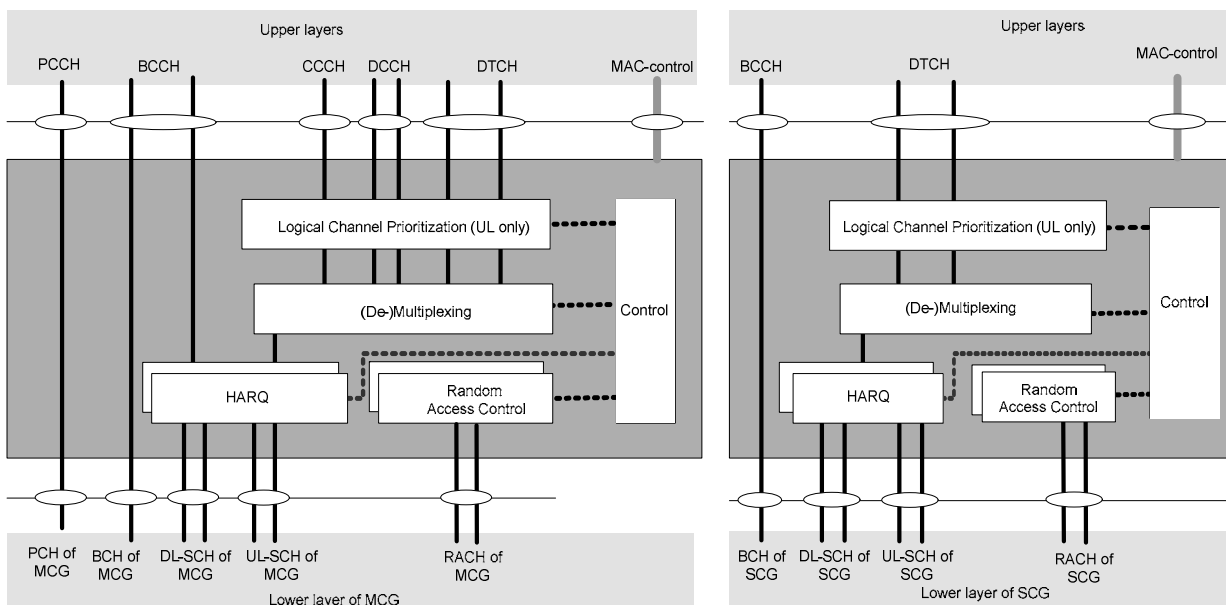 Upper layers
PCCH
BCCH
CCCH
DCCH
DTCH
MAC-control
Logical Channel Prioritization (UL only)
(De-)Multiplexing
Control
HARQ
Random
Access Control
PCH of
MCG
BCH of
MCG
DL-SCH of
MCG
UL-SCH of
MCG
RACH of
MCG
Lower layer of MCG
Upper layers
BCCH
DTCH
MAC-control
Logical Channel Prioritization (UL only)
(De-)Multiplexing
Control
HARQ
Random
Access Control
BCH of
SCG
DL-SCH of
SCG
UL-SCH of
SCG
RACH of
SCG
Lower layer of SCG